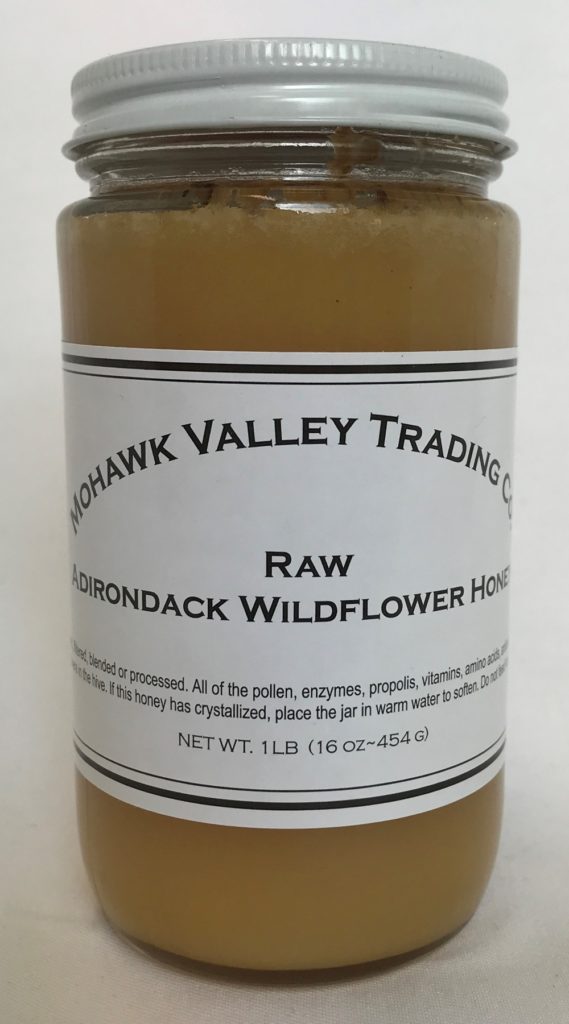 MOHAWK VALLEY TRADING CO
RAW
ADIRONDACK WILDFLOWER HONEY
blended or processed. All of the pollen, enzymes, propolis, vitamins, amino acids,
in the hive. If this honey has crystallized, place the jar in warm water to soften. Do not
NET WT. 1LB (16 OZ~454 G)